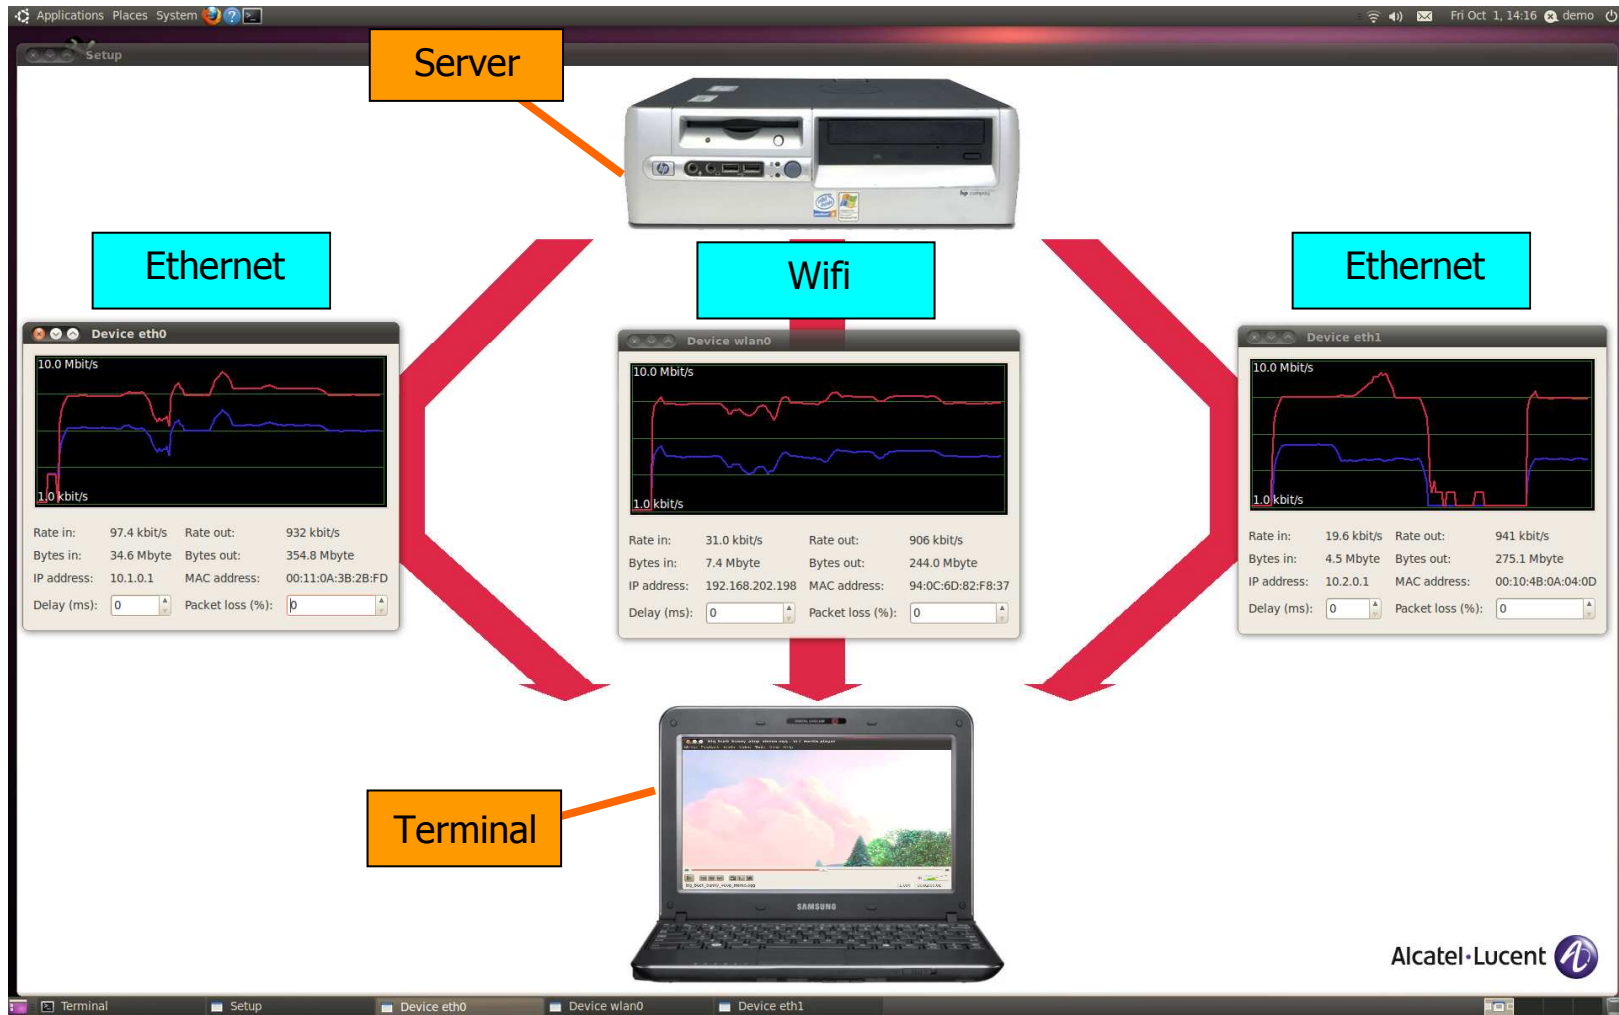 Applications Places System
Fri Oct 1, 14:16 demo
Setup
Server
hp
hp compaq
Ethernet
Wifi
Ethernet
Device eth0
10.0 Mbit/s
1.0 kbit/s
Rate in: 97.4 kbit/s Rate out: 932 kbit/s
Bytes in: 34.6 Mbyte Bytes out: 354.8 Mbyte
IP address: 10.1.0.1 MAC address: 00:11:0A:3B:2B:FD
Delay (ms): 0 Packet loss (%): 0
Device wlan0
10.0 Mbit/s
1.0 kbit/s
Rate in: 31.0 kbit/s Rate out: 906 kbit/s
Bytes in: 7.4 Mbyte Bytes out: 244.0 Mbyte
IP address: 192.168.202.198 MAC address: 94:0C:6D:82:F8:37
Delay (ms): 0 Packet loss (%): 0
Device eth1
10.0 Mbit/s
1.0 kbit/s
Rate in: 19.6 kbit/s Rate out: 941 kbit/s
Bytes in: 4.5 Mbyte Bytes out: 275.1 Mbyte
IP address: 10.2.0.1 MAC address: 00:10:4B:0A:04:0D
Delay (ms): 0 Packet loss (%): 0
Terminal
SAMSUNG
Alcatel·Lucent
Terminal Setup Device eth0 Device wlan0 Device eth1